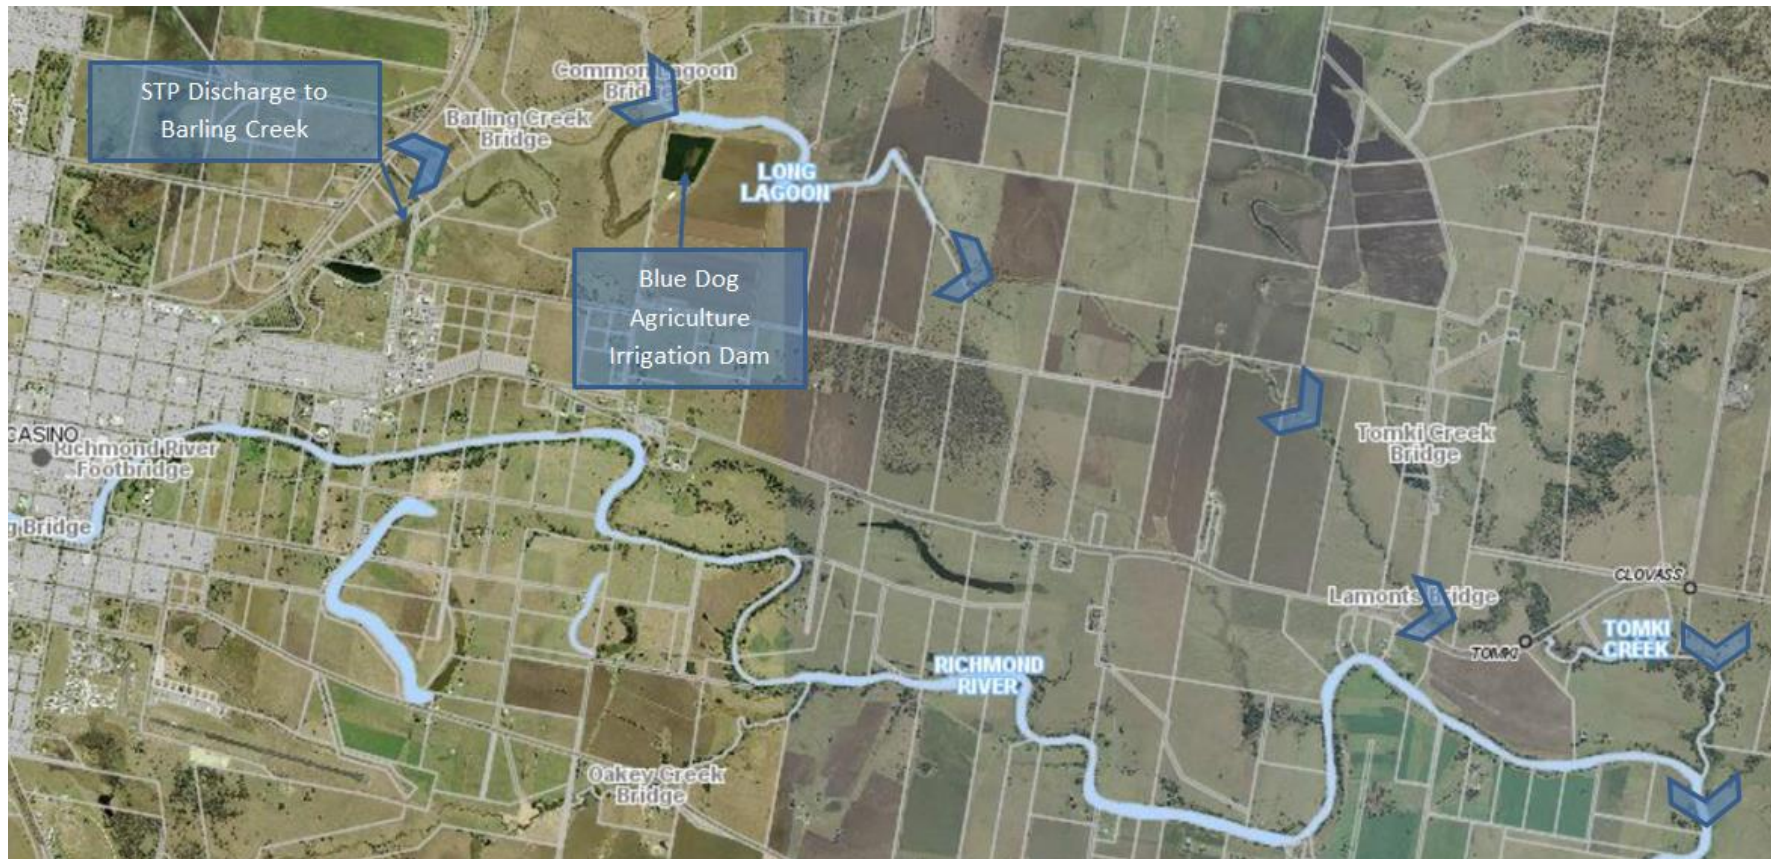 STP Discharge to
Barling Creek
Common Lagoon
Bridge
Barling Creek
Bridge
LONG
LAGOON
Blue Dog
Agriculture
Irrigation Dam
CASINO
Richmond River
Footbridge
g Bridge
Tomki Creek
Bridge
CLOVASS
Lamonts Bridge
TOMKI
CREEK
TOMKI
RICHMOND
RIVER
Oakey Creek
Bridge